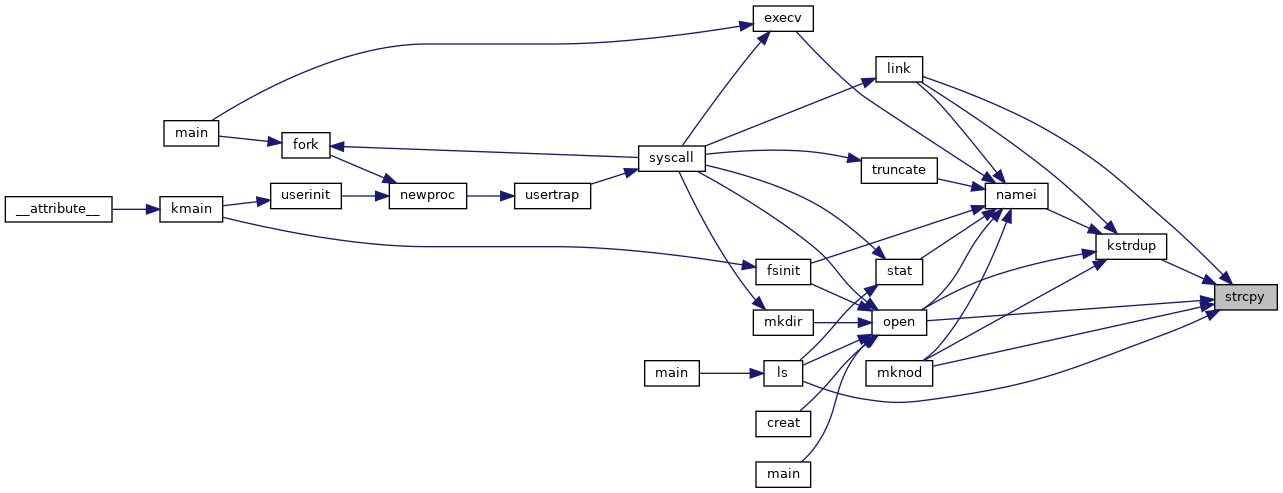 execv
link
main
fork
syscall
truncate
userinit
newproc
usertrap
namei
__attribute__
kmain
kstrdup
fsinit
stat
strcpy
mkdir
open
main
ls
mknod
creat
main